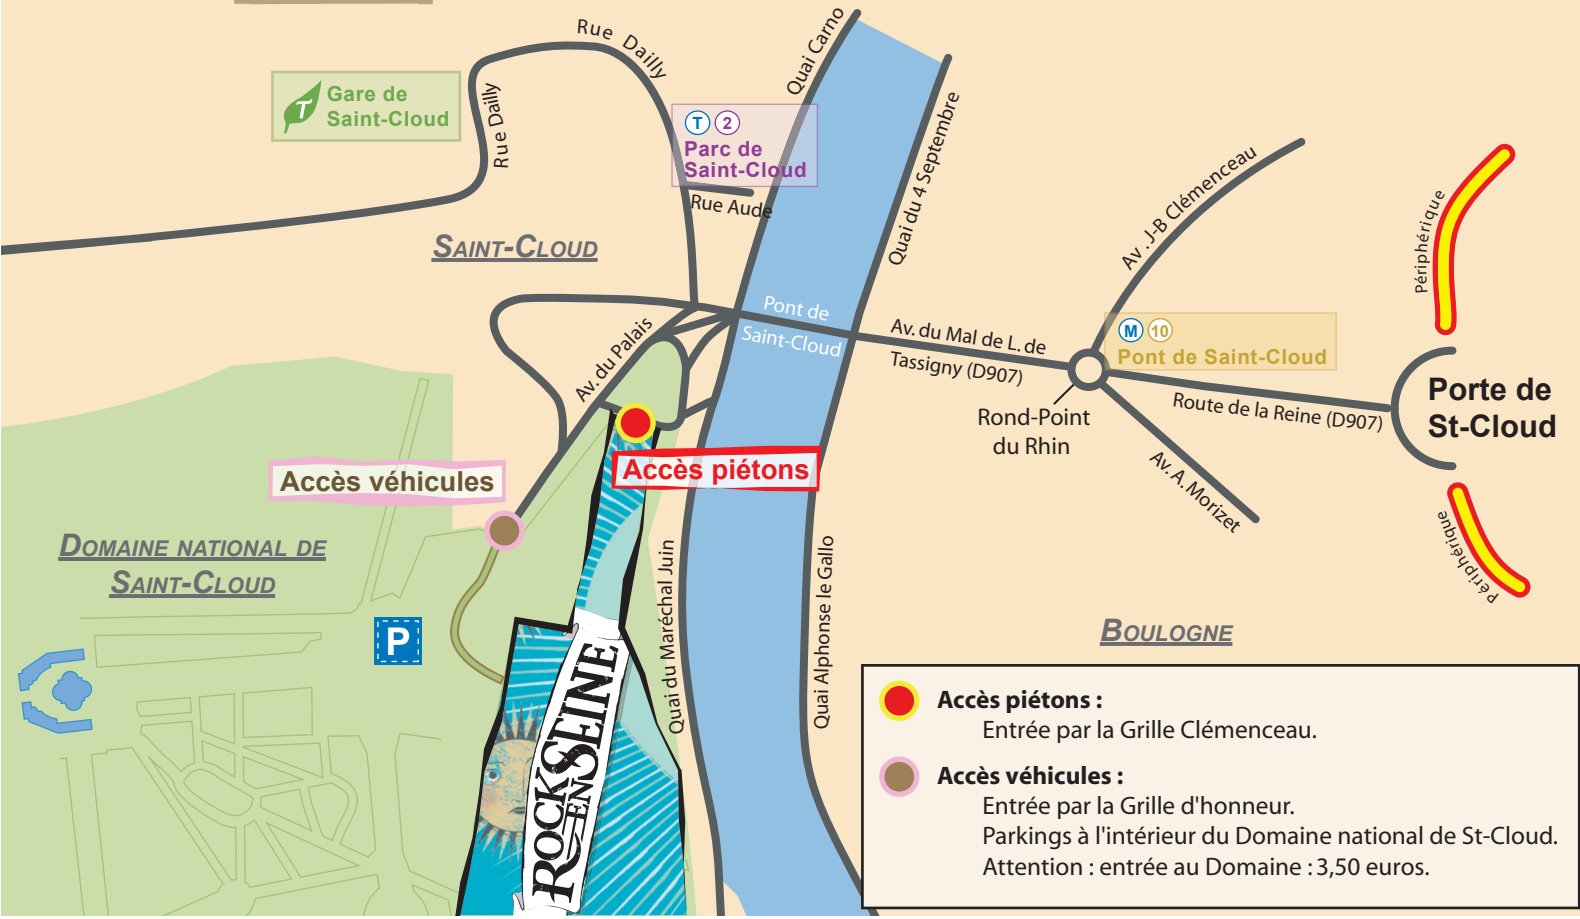 Rue Dailly
Quai Carno
Gare de
Saint-Cloud
T
Rue Dailly
T 2
Parc de
Saint-Cloud
Rue Aude
Quai du 4 Septembre
Av. J-B Clémenceau
Périphérique
SAINT-CLOUD
Pont de
Saint-Cloud
Av. du Mal de L. de
Tassigny (D907)
M 10
Pont de Saint-Cloud
Av. du Palais
Rond-Point
du Rhin
Route de la Reine (D907)
Porte de
St-Cloud
Accès piétons
Accès véhicules
Av. A. Morizet
Périphérique
DOMAINE NATIONAL DE
SAINT-CLOUD
P
Quai du Maréchal Juin
Quai Alphonse le Gallo
BOULOGNE
ROCK EN SEINE
Accès piétons :
Entrée par la Grille Clémenceau.
Accès véhicules :
Entrée par la Grille d'honneur.
Parkings à l'intérieur du Domaine national de St-Cloud.
Attention : entrée au Domaine : 3,50 euros.